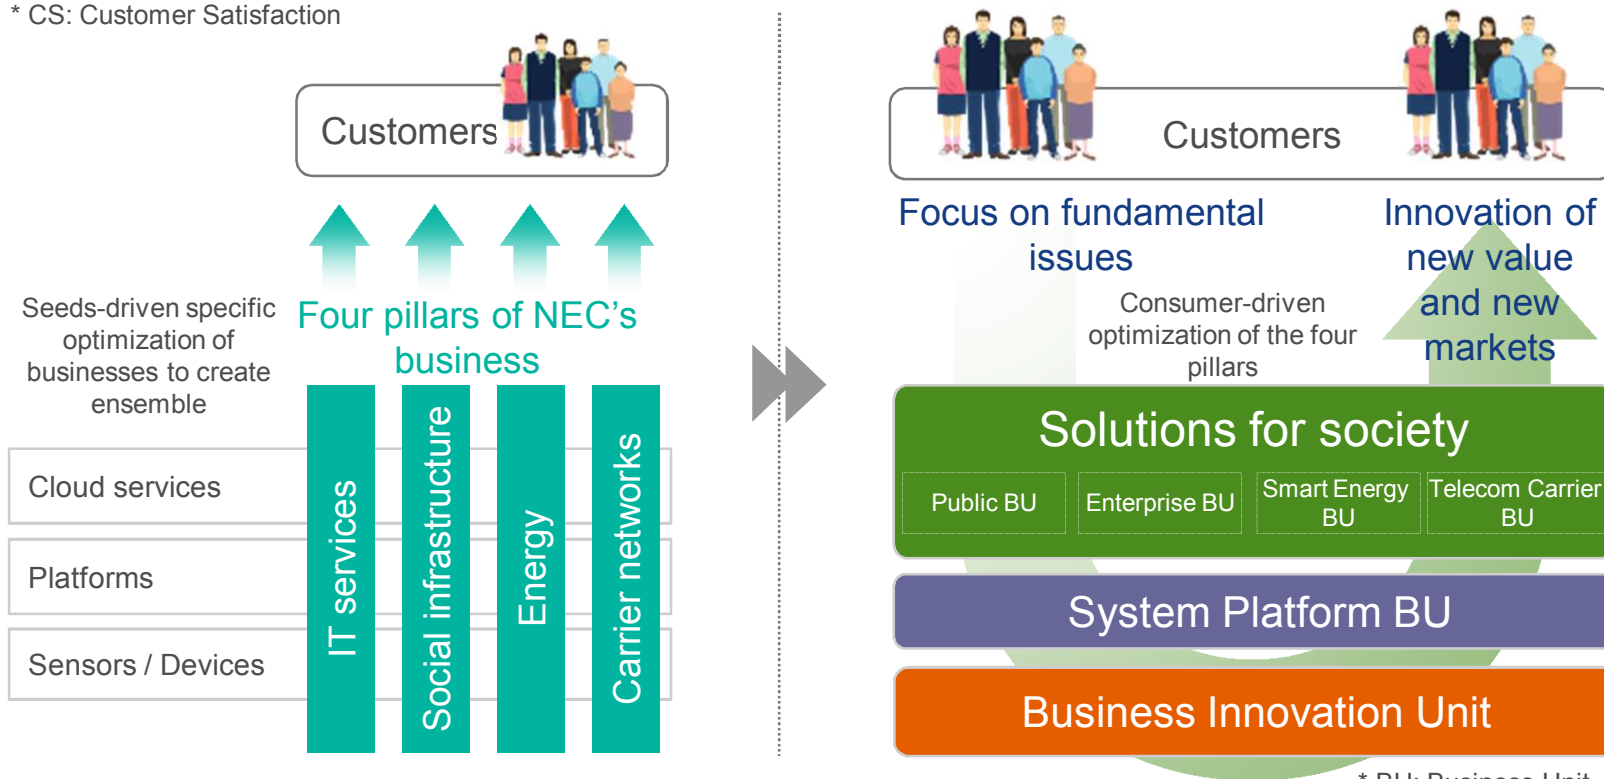 * CS: Customer Satisfaction
Customers
Seeds-driven specific
optimization of
businesses to create
ensemble
Four pillars of NEC's
business
Cloud services
Platforms
Sensors / Devices
IT services
Social infrastructure
Energy
Carrier networks
Customers
Focus on fundamental
issues
Innovation of
new value
and new
markets
Consumer-driven
optimization of the four
pillars
Solutions for society
Public BU
Enterprise BU
Smart Energy
BU
Telecom Carrier
BU
System Platform BU
Business Innovation Unit
* BU: Business Unit